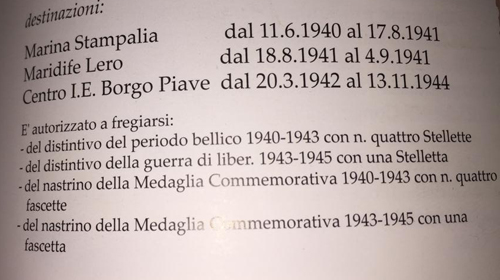 destinazioni:
Marina Stampalia dal 11.6.1940 al 17.8.1941
Maridife Lero dal 18.8.1941 al 4.9.1941
Centro I.E. Borgo Piave dal 20.3.1942 al 13.11.1944
E' autorizzato a fregiarsi:
- del distintivo del periodo bellico 1940-1943 con n. quattro Stellette
- del distintivo della guerra di liber. 1943-1945 con una Stelletta
- del nastrino della Medaglia Commemorativa 1940-1943 con n. quattro
fascette
- del nastrino della Medaglia Commemorativa 1943-1945 con una
fascetta